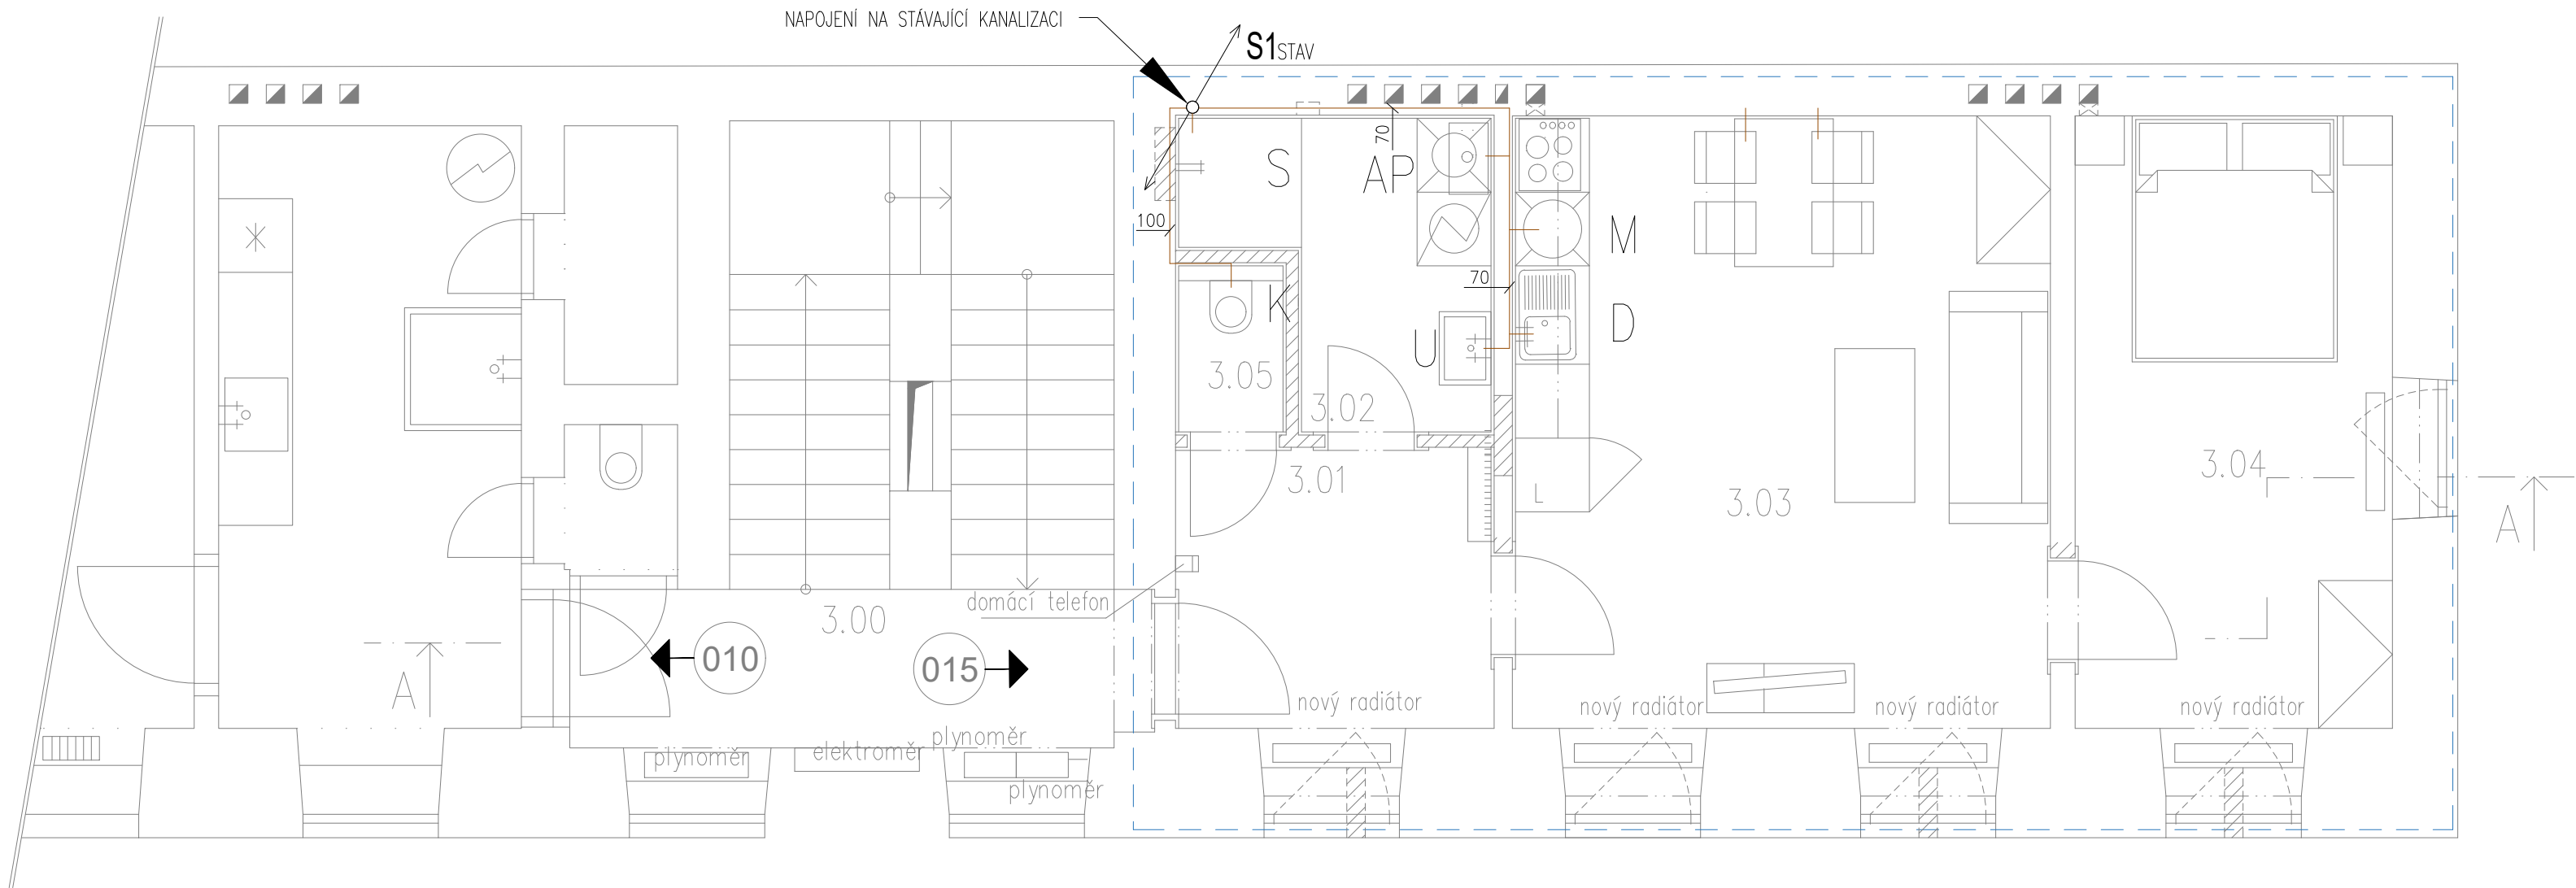 NAPOJENÍ NA STÁVAJÍCÍ KANALIZACI
S1STAV
70
S
AP
100
M
70
K
D
U
3.05
3.02
3.01
3.04
L
3.03
A
domácí telefon
3.00
010
015
A
nový radiátor
nový radiátor
nový radiátor
nový radiátor
plynoměr
elektroměr
plynoměr
plynoměr